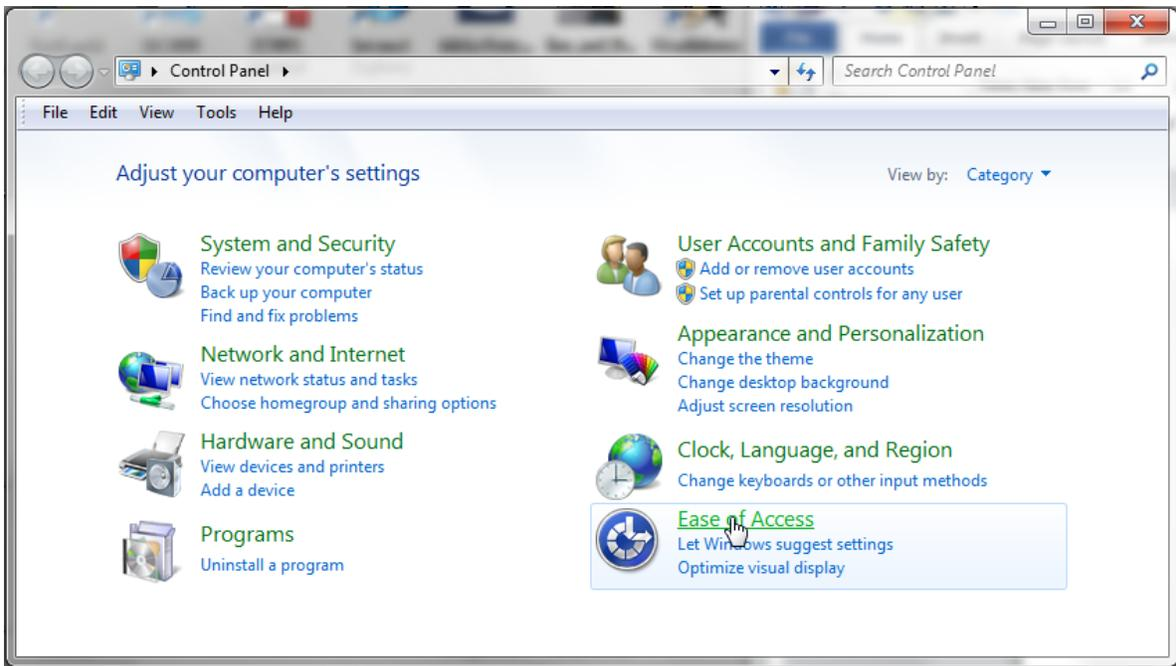 Control Panel
Search Control Panel
File Edit View Tools Help
Adjust your computer's settings
View by: Category
System and Security
Review your computer's status
Back up your computer
Find and fix problems
Network and Internet
View network status and tasks
Choose homegroup and sharing options
Hardware and Sound
View devices and printers
Add a device
Programs
Uninstall a program
User Accounts and Family Safety
Add or remove user accounts
Set up parental controls for any user
Appearance and Personalization
Change the theme
Change desktop background
Adjust screen resolution
Clock, Language, and Region
Change keyboards or other input methods
Ease of Access
Let Windows suggest settings
Optimize visual display